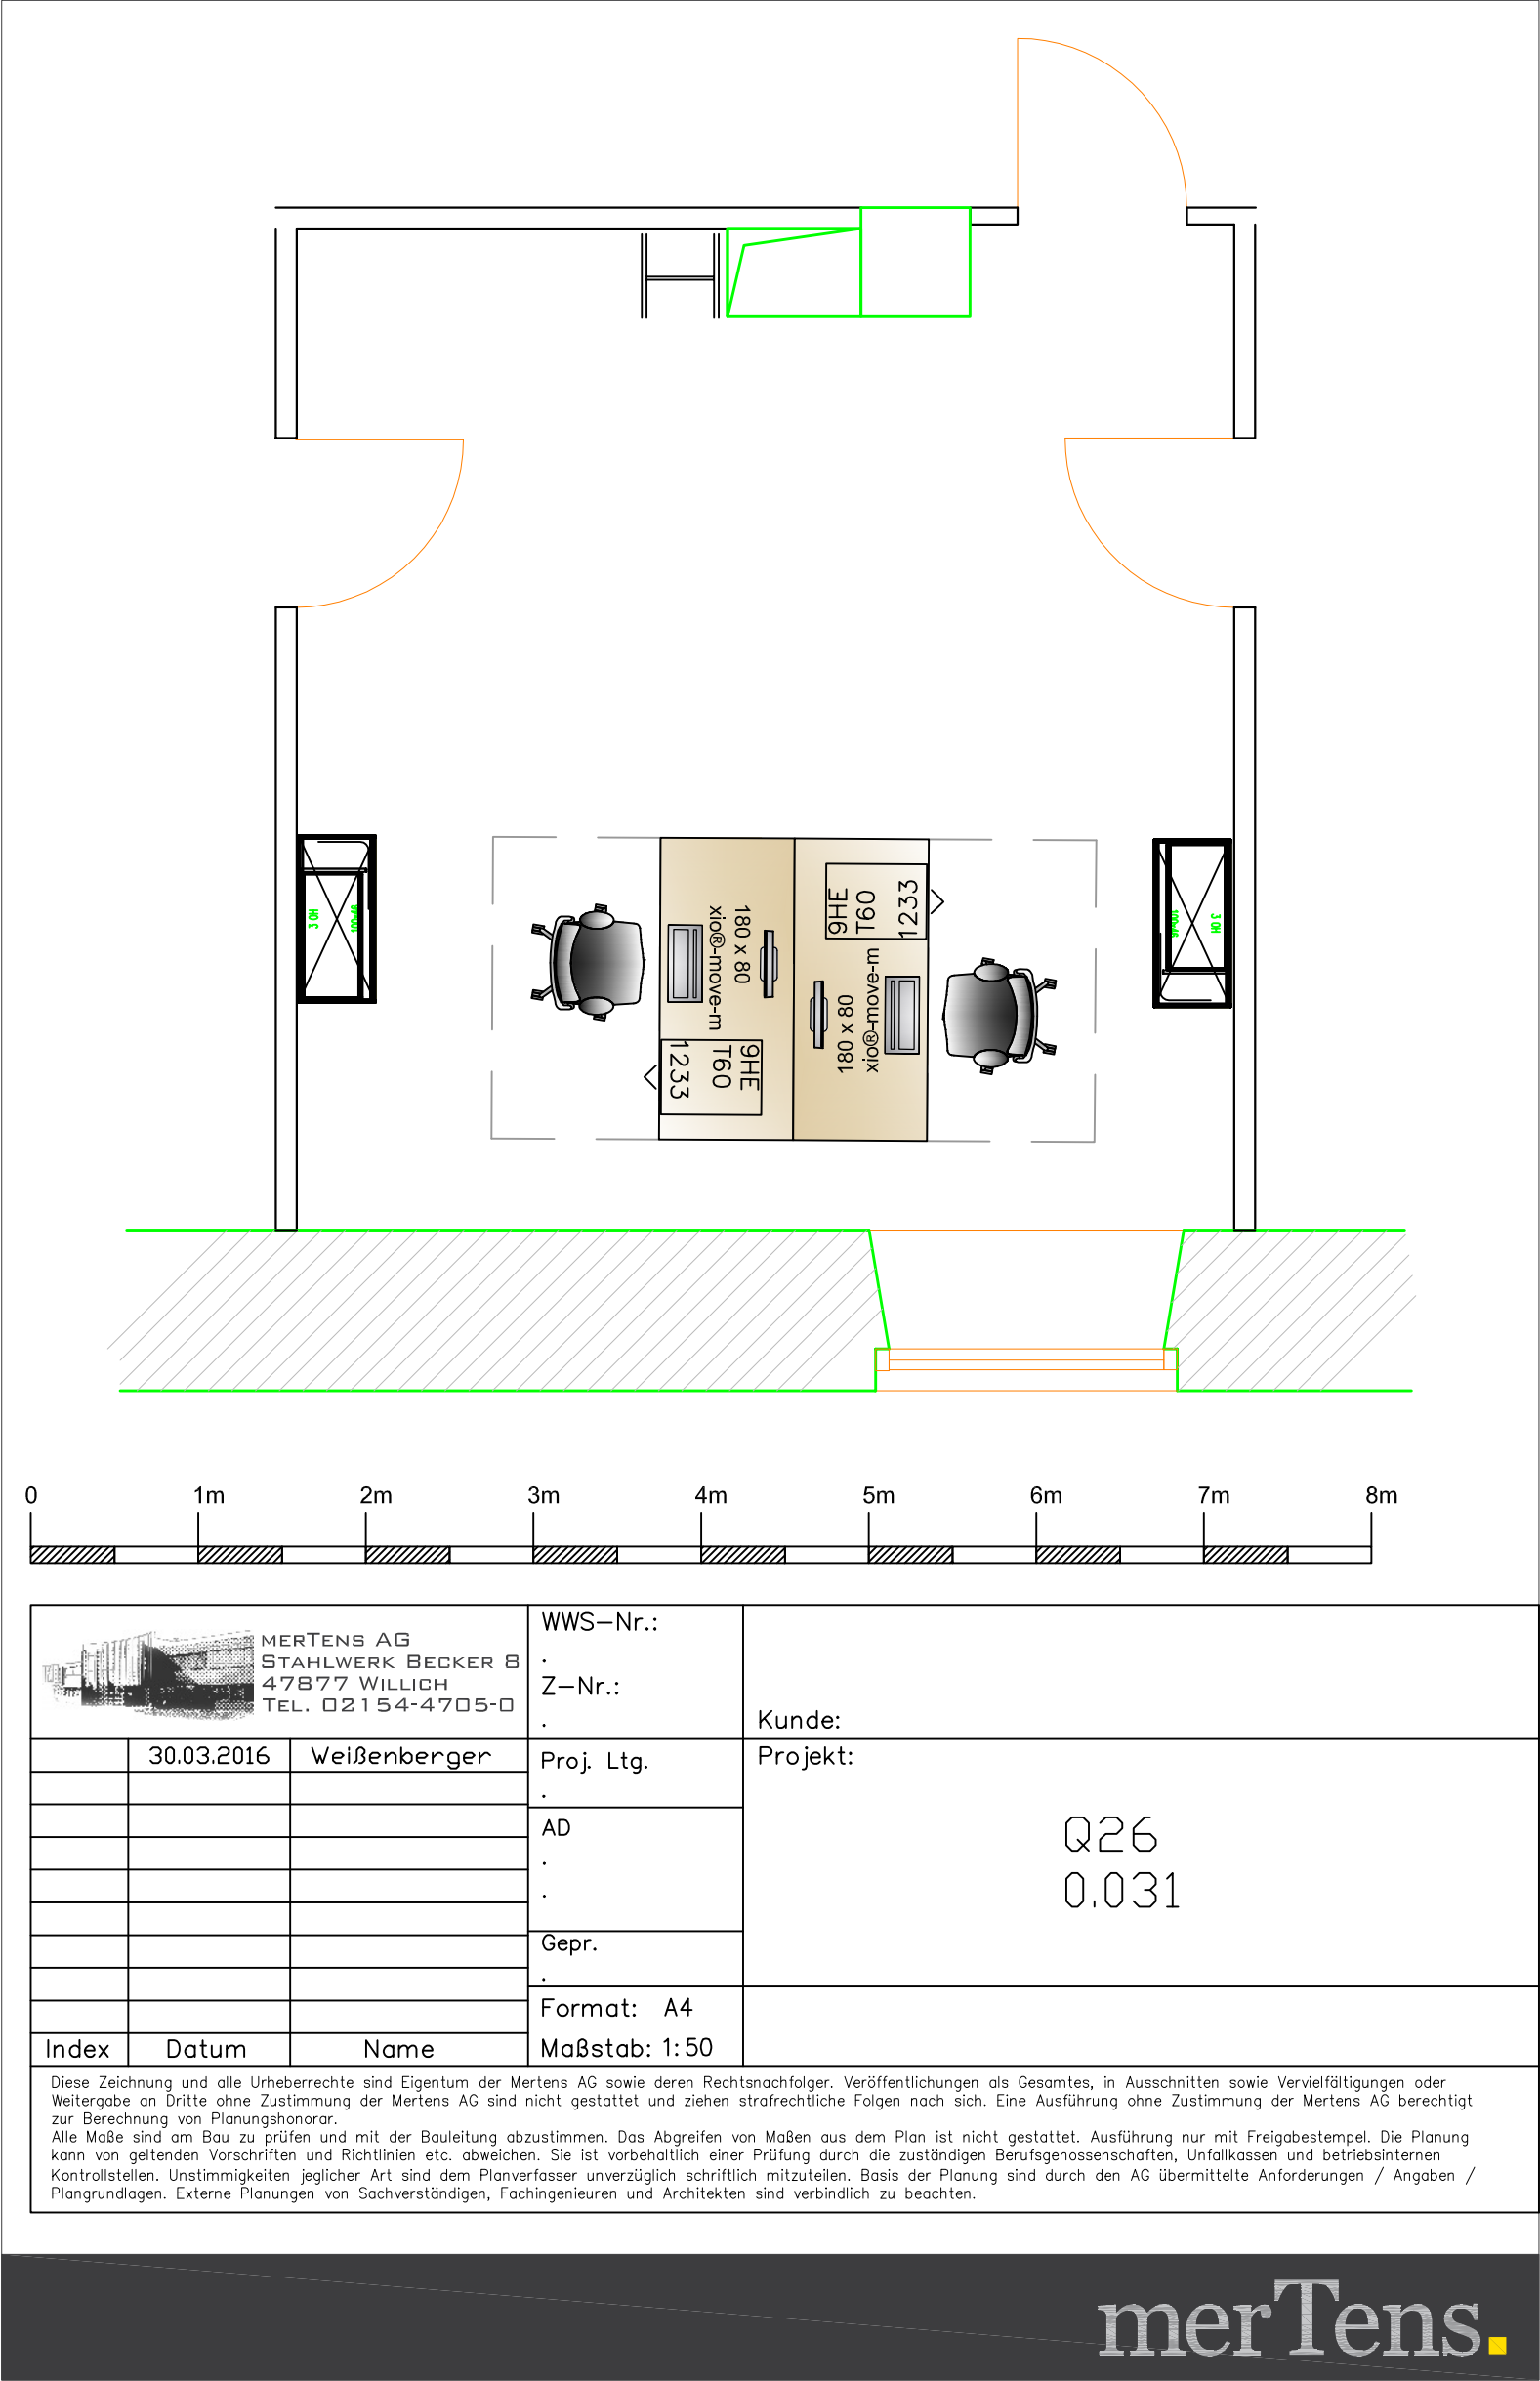 180 x 80
xio®-move-m
9HE
T60
1233
9HE
T60
1233
180 x 80
xio®-move-m
3 OH
3 OH
0 1m 2m 3m 4m 5m 6m 7m 8m
merTens AG
Stahlwerk Becker 8
47877 Willich
Tel. 02154-4705-0
WWS-Nr.:
.
Z-Nr.:
.
Kunde:
30.03.2016 Weißenberger
Proj. Ltg.
.
Projekt:
AD
.
.
Q26
0.031
Gepr.
.
Format: A4
Index Datum Name
Maßstab: 1:50
Diese Zeichnung und alle Urheberrechte sind Eigentum der Mertens AG sowie deren Rechtsnachfolger. Veröffentlichungen als Gesamtes, in Ausschnitten sowie Vervielfältigungen oder
Weitergabe an Dritte ohne Zustimmung der Mertens AG sind nicht gestattet und ziehen strafrechtliche Folgen nach sich. Eine Ausführung ohne Zustimmung der Mertens AG berechtigt
zur Berechnung von Planungshonorar.
Alle Maße sind am Bau zu prüfen und mit der Bauleitung abzustimmen. Das Abgreifen von Maßen aus dem Plan ist nicht gestattet. Ausführung nur mit Freigabestempel. Die Planung
kann von geltenden Vorschriften und Richtlinien etc. abweichen. Sie ist vorbehaltlich einer Prüfung durch die zuständigen Berufsgenossenschaften, Unfallkassen und betriebsinternen
Kontrollstellen. Unstimmigkeiten jeglicher Art sind dem Planverfasser unverzüglich schriftlich mitzuteilen. Basis der Planung sind durch den AG übermittelte Anforderungen / Angaben /
Plangrundlagen. Externe Planungen von Sachverständigen, Fachingenieuren und Architekten sind verbindlich zu beachten.
merTens.